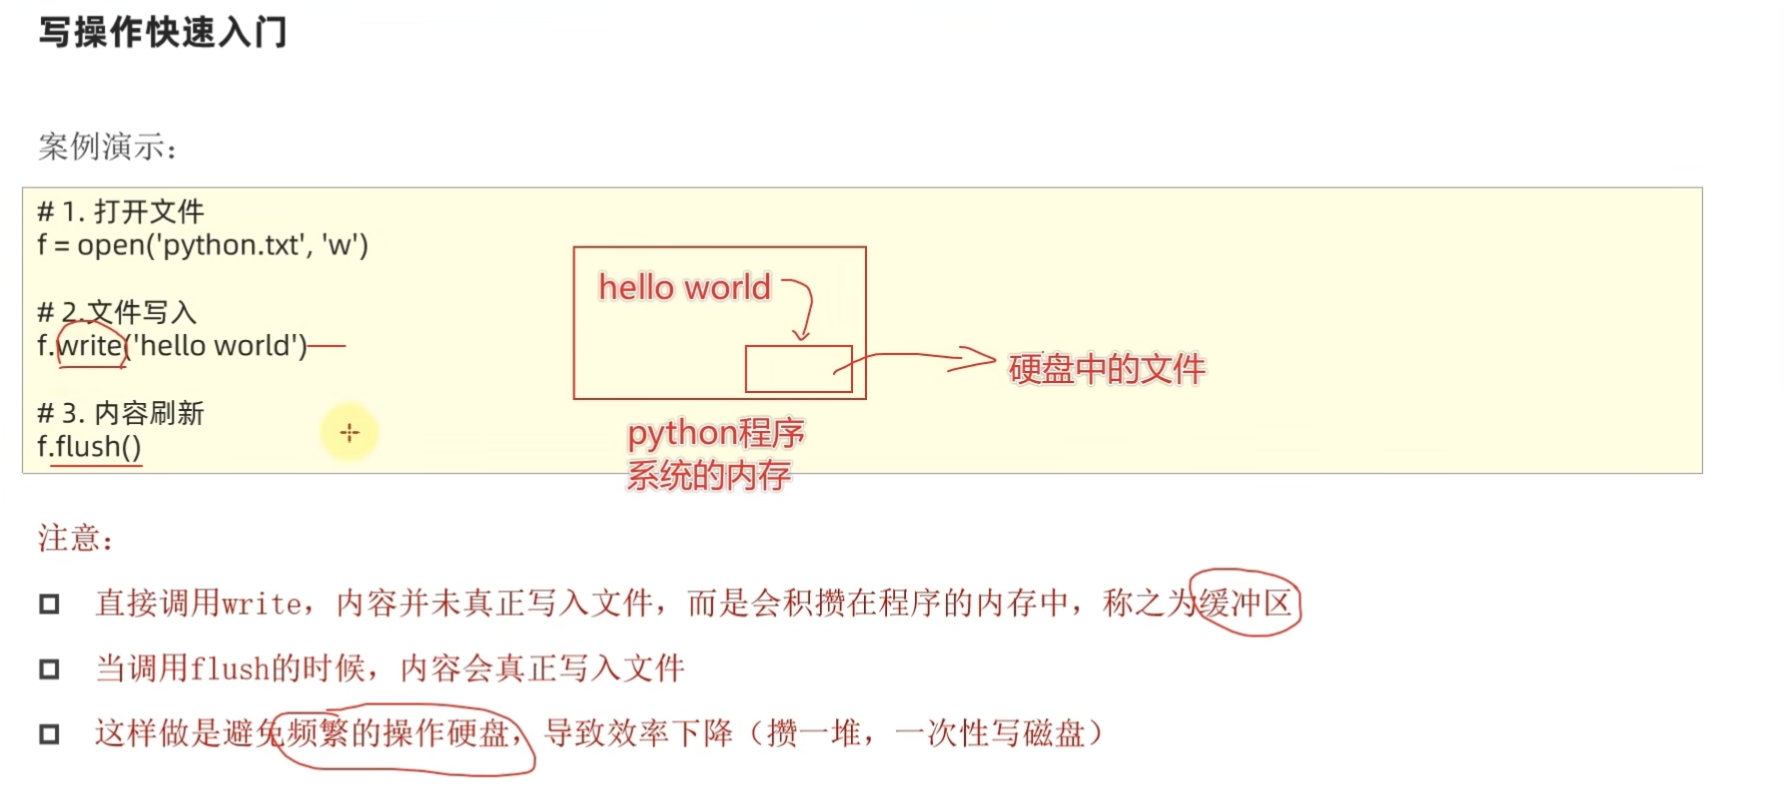 写操作快速入门
案例演示：
# 1. 打开文件
f = open('python.txt', 'w')
# 2.文件写入
f.write('hello world')
# 3. 内容刷新
f.flush()
hello world
硬盘中的文件
python程序
系统的内存
注意：
直接调用write，内容并未真正写入文件，而是会积攒在程序的内存中，称之为缓冲区
当调用flush的时候，内容会真正写入文件
这样做是避免频繁的操作硬盘，导致效率下降（攒一堆，一次性写磁盘）